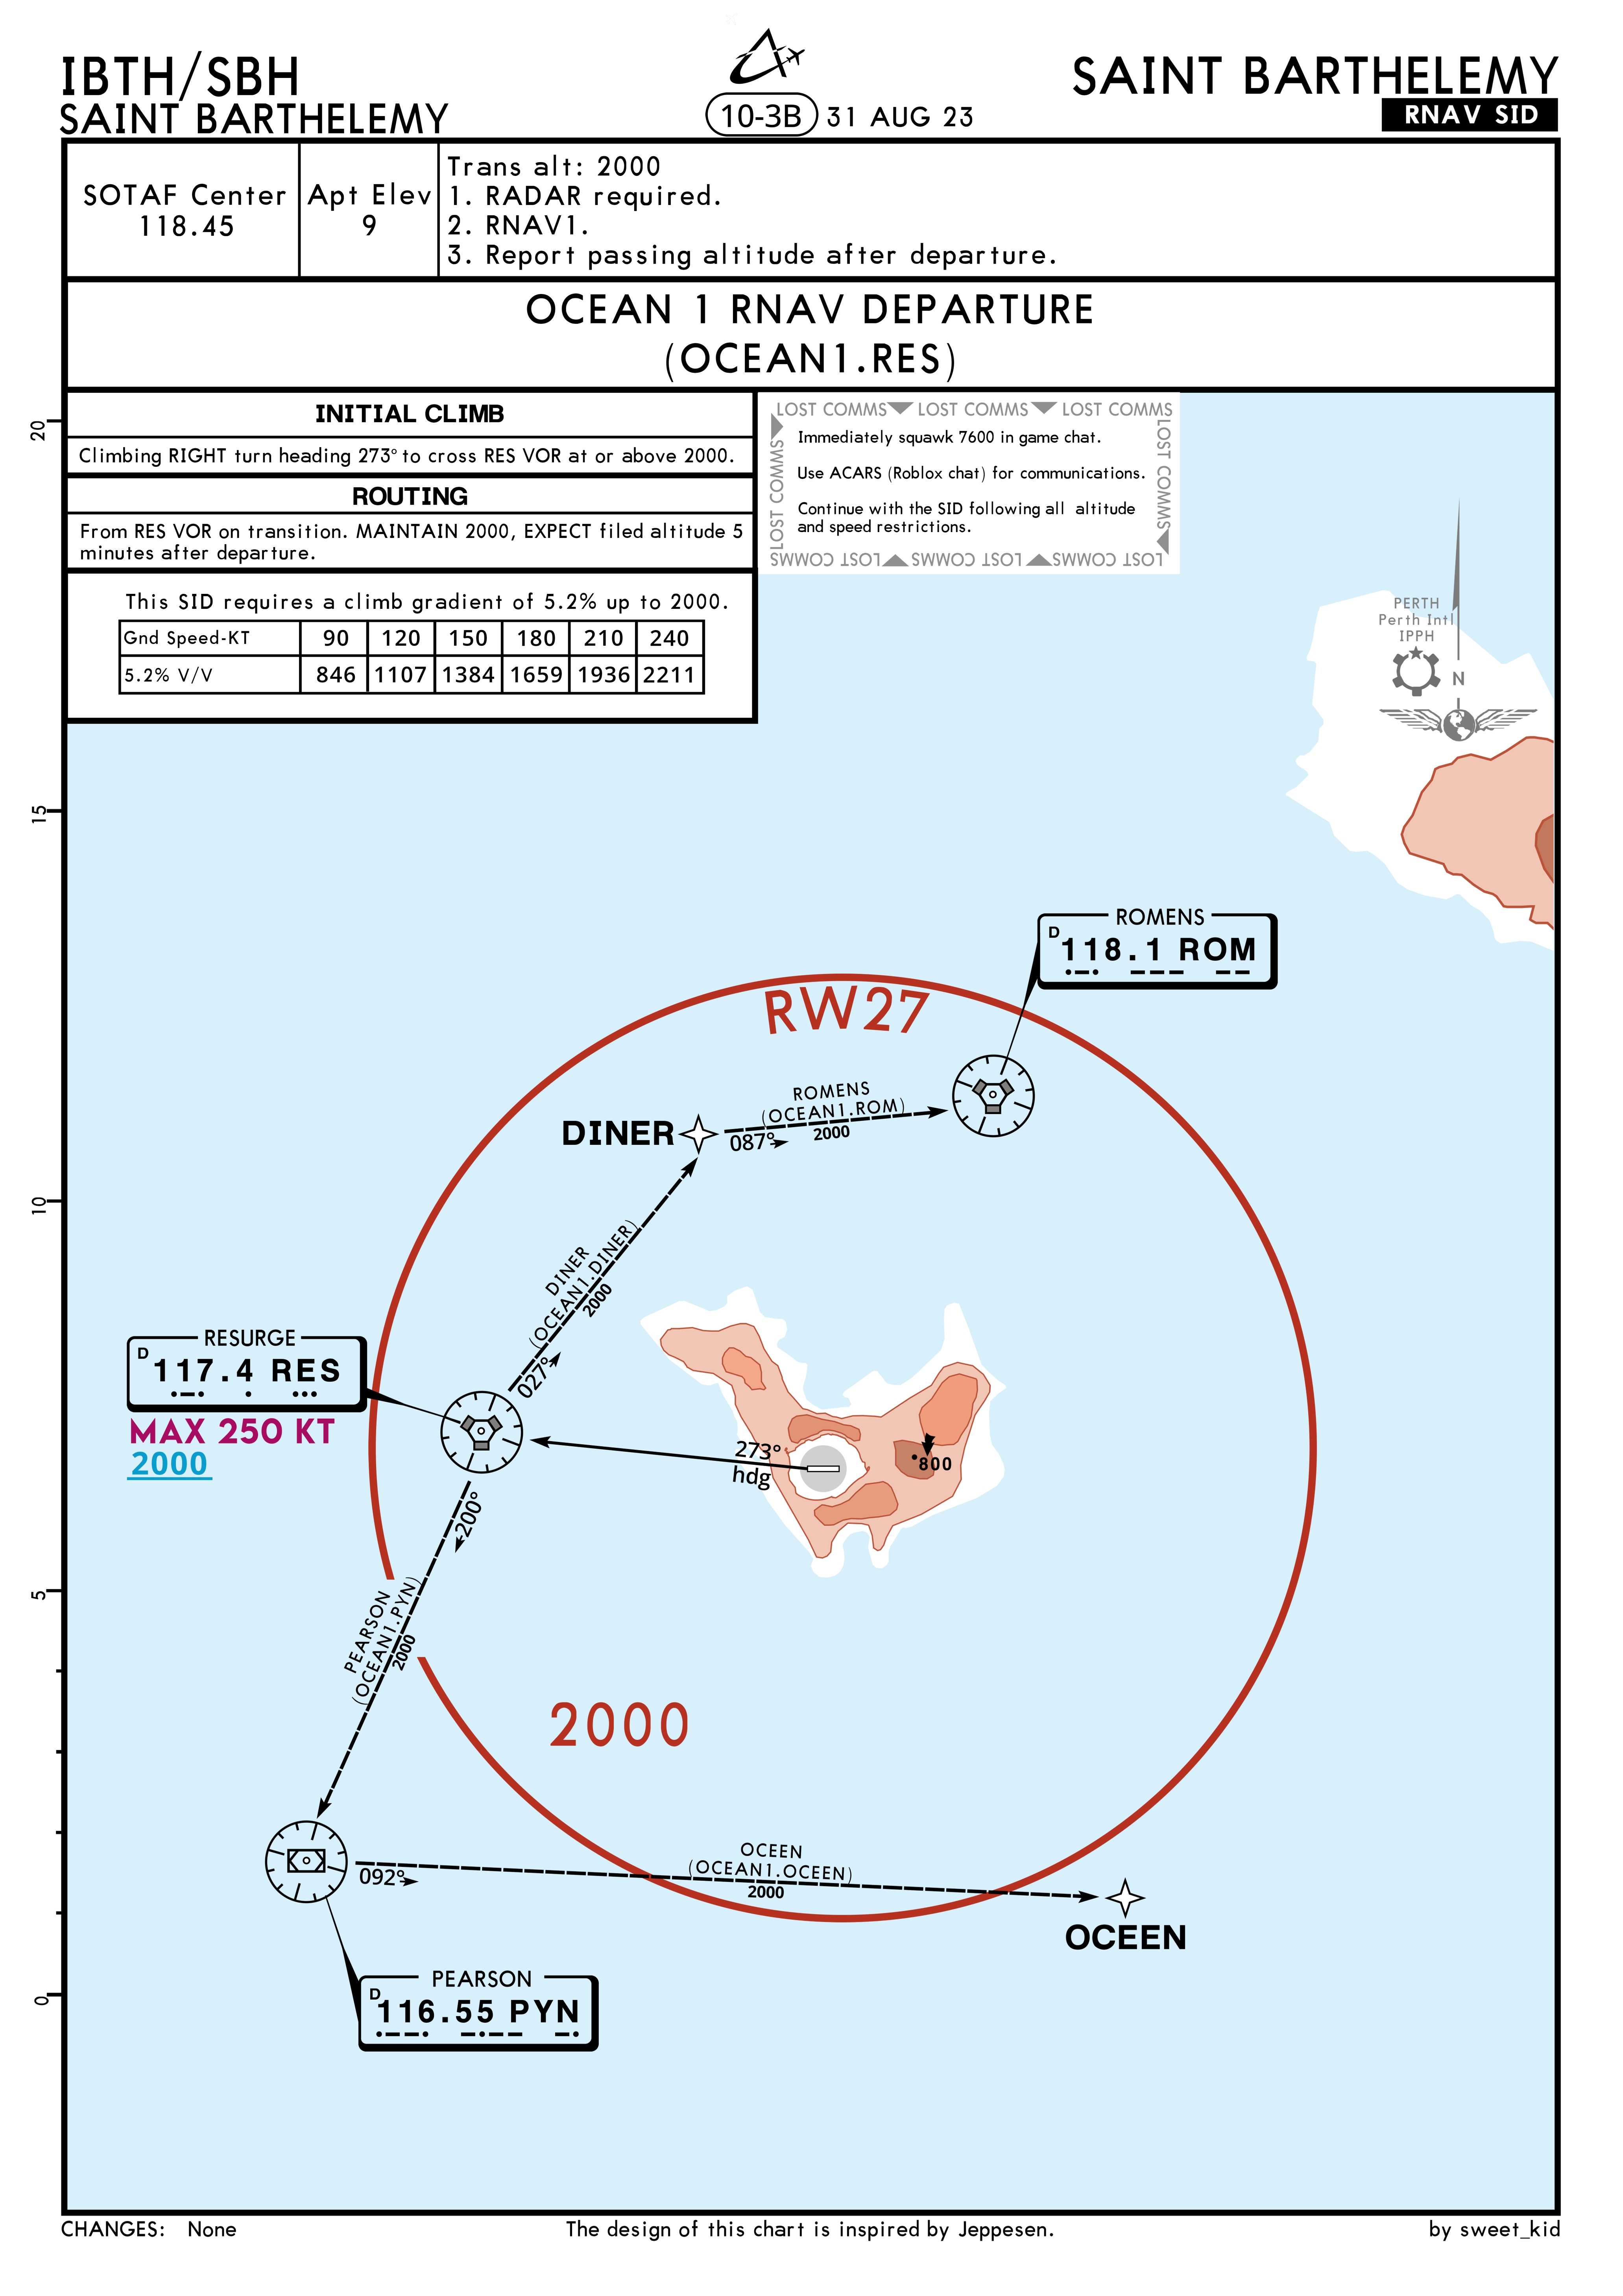 IBTH/SBH
SAINT BARTHELEMY
10-3B
31 AUG 23
SAINT BARTHELEMY
RNAV SID
SOTAF Center
118.45
Apt Elev
9
Trans alt: 2000
1. RADAR required.
2. RNAV1.
3. Report passing altitude after departure.
OCEAN 1 RNAV DEPARTURE
(OCEAN1.RES)
INITIAL CLIMB
Climbing RIGHT turn heading 273° to cross RES VOR at or above 2000.
ROUTING
From RES VOR on transition. MAINTAIN 2000, EXPECT filed altitude 5
minutes after departure.
This SID requires a climb gradient of 5.2% up to 2000.
Gnd Speed-KT 90 120 150 180 210 240
5.2% V/V 846 1107 1384 1659 1936 2211
LOST COMMS LOST COMMS LOST COMMS
LOST COMMS
LOST COMMS
Immediately squawk 7600 in game chat.
Use ACARS (Roblox chat) for communications.
Continue with the SID following all altitude
and speed restrictions.
LOST COMMS LOST COMMS LOST COMMS
20
15
10
5
0
PERTH
Perth Intl
IPPH
N
ROMENS
D
118.1 ROM
RW27
ROMENS
(OCEAN1.ROM)
2000
DINER
087°
DINER
(OCEAN1.DINER)
2000
027°
RESURGE
D
117.4 RES
MAX 250 KT
2000
273°
hdg
800
200°
PEARSON
(OCEAN1.PYN)
2000
2000
OCEEN
(OCEAN1.OCEEN)
2000
092°
OCEEN
PEARSON
D
116.55 PYN
CHANGES: None
The design of this chart is inspired by Jeppesen.
by sweet_kid